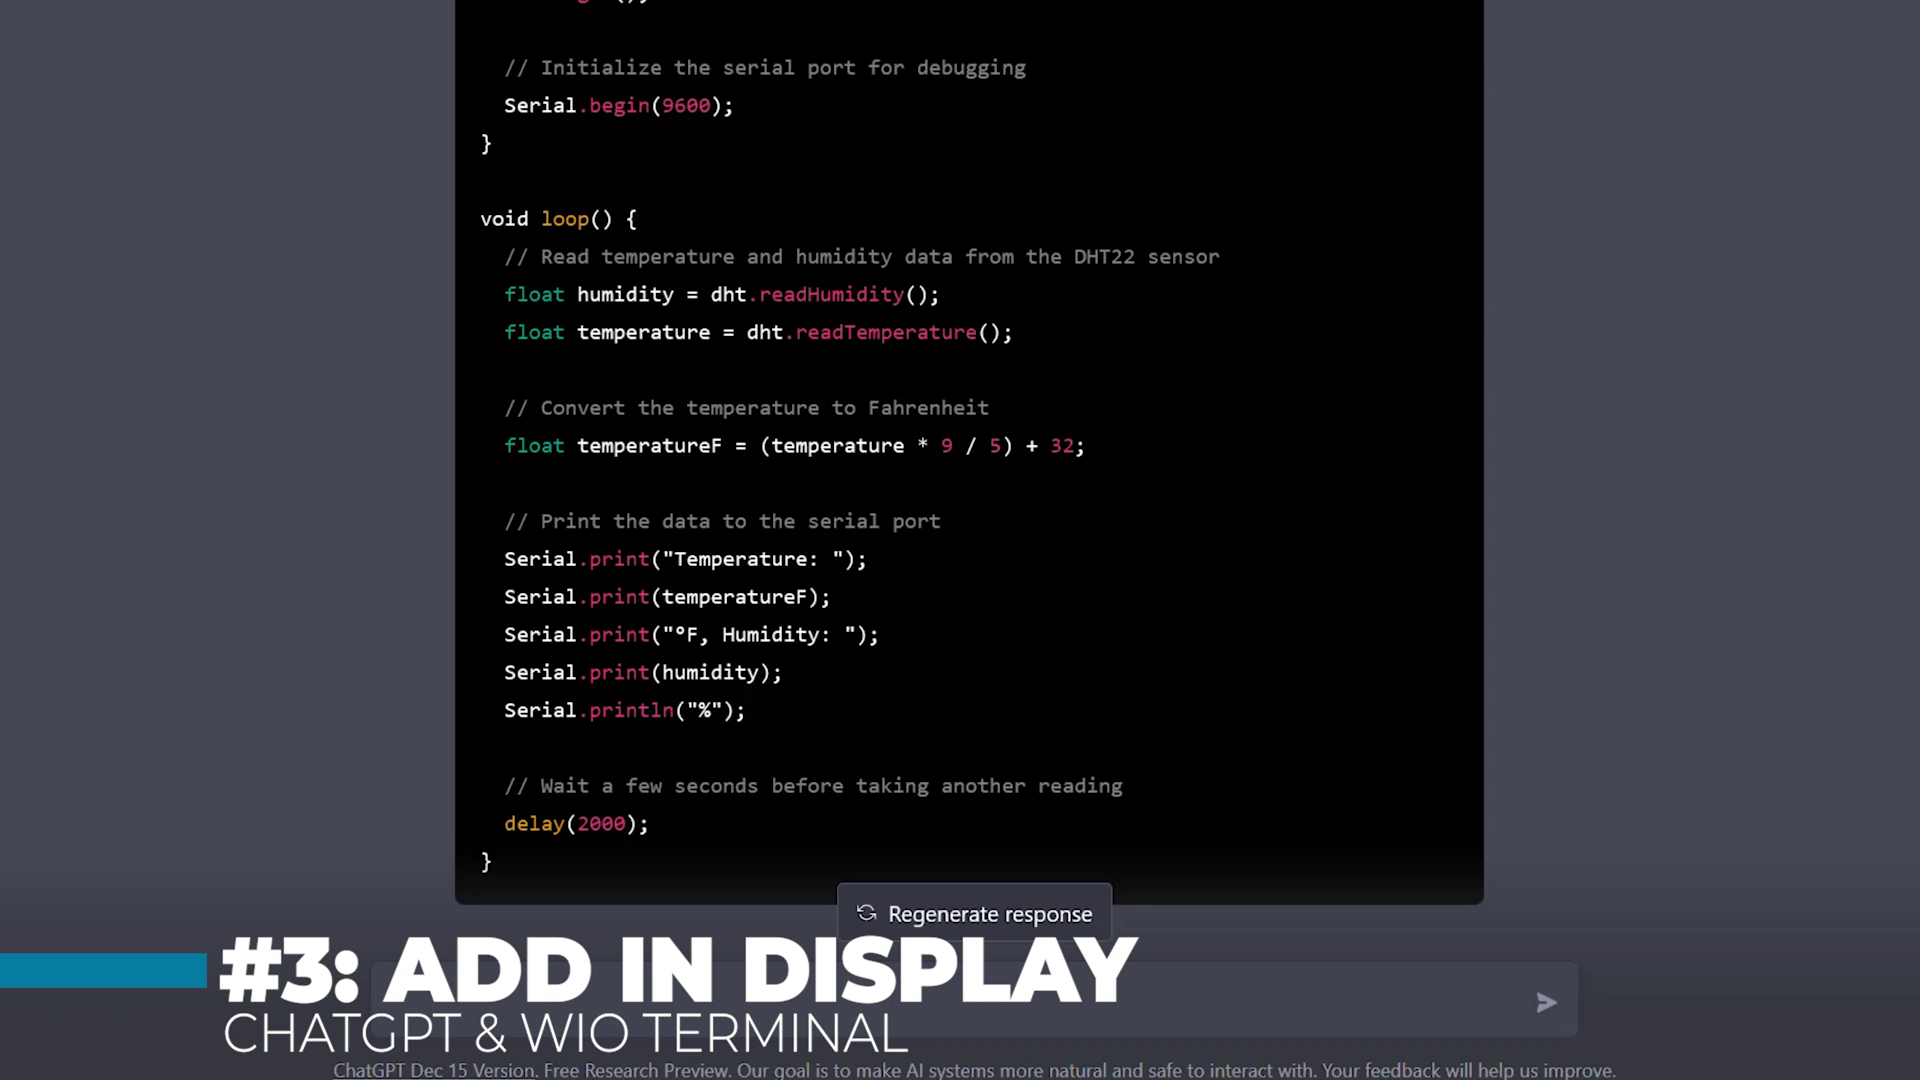 // Initialize the serial port for debugging
Serial.begin(9600);
}
void loop() {
// Read temperature and humidity data from the DHT22 sensor
float humidity = dht.readHumidity();
float temperature = dht.readTemperature();
// Convert the temperature to Fahrenheit
float temperatureF = (temperature * 9 / 5) + 32;
// Print the data to the serial port
Serial.print("Temperature: ");
Serial.print(temperatureF);
Serial.print("°F, Humidity: ");
Serial.print(humidity);
Serial.println("%");
// Wait a few seconds before taking another reading
delay(2000);
}
Regenerate response
#3: ADD IN DISPLAY
CHATGPT & WIO TERMINAL
ChatGPT Dec 15 Version. Free Research Preview. Our goal is to make AI systems more natural and safe to interact with. Your feedback will help us improve.